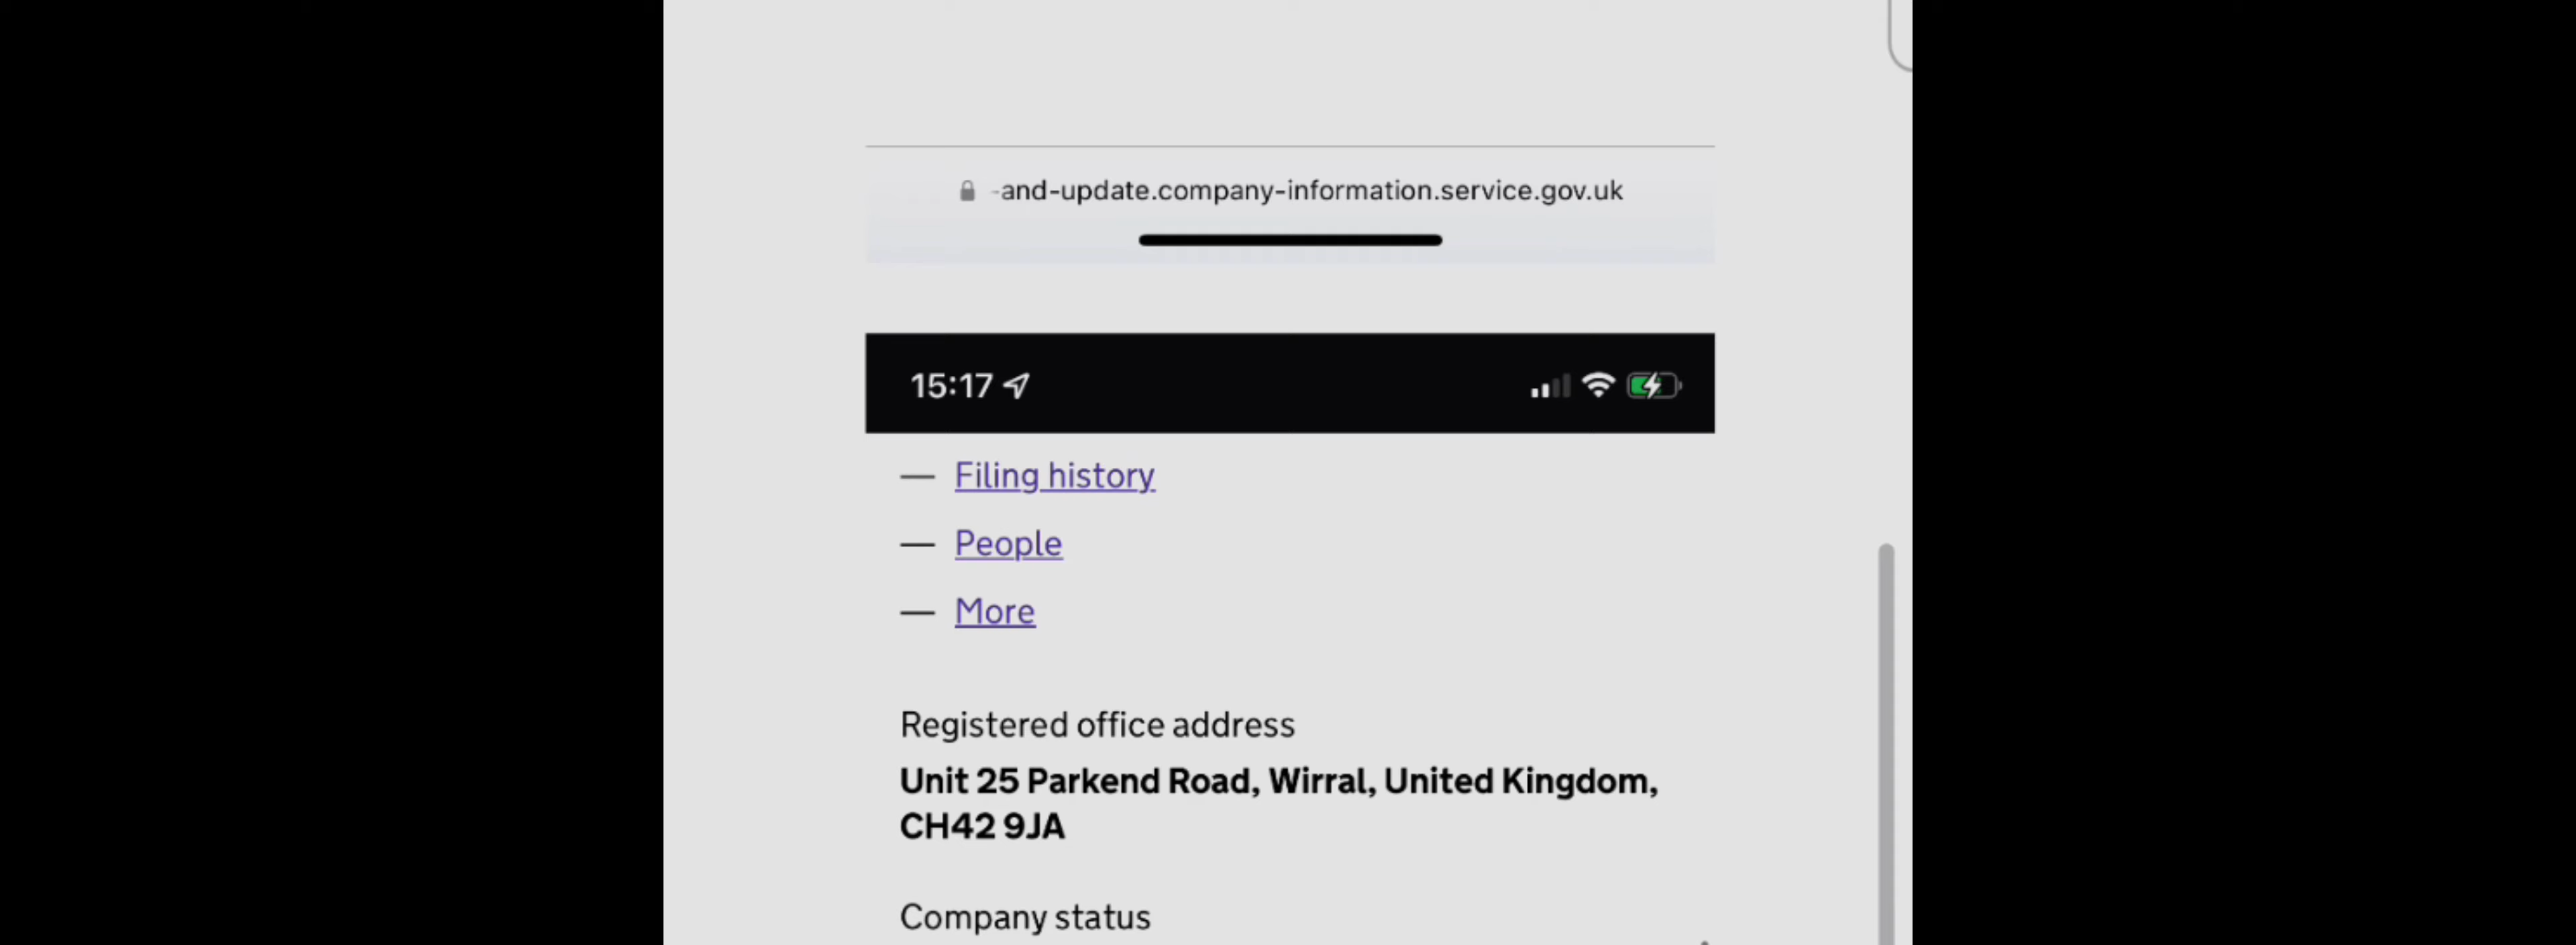 -and-update.company-information.service.gov.uk
15:17
— Filing history
— People
— More
Registered office address
Unit 25 Parkend Road, Wirral, United Kingdom,
CH42 9JA
Company status